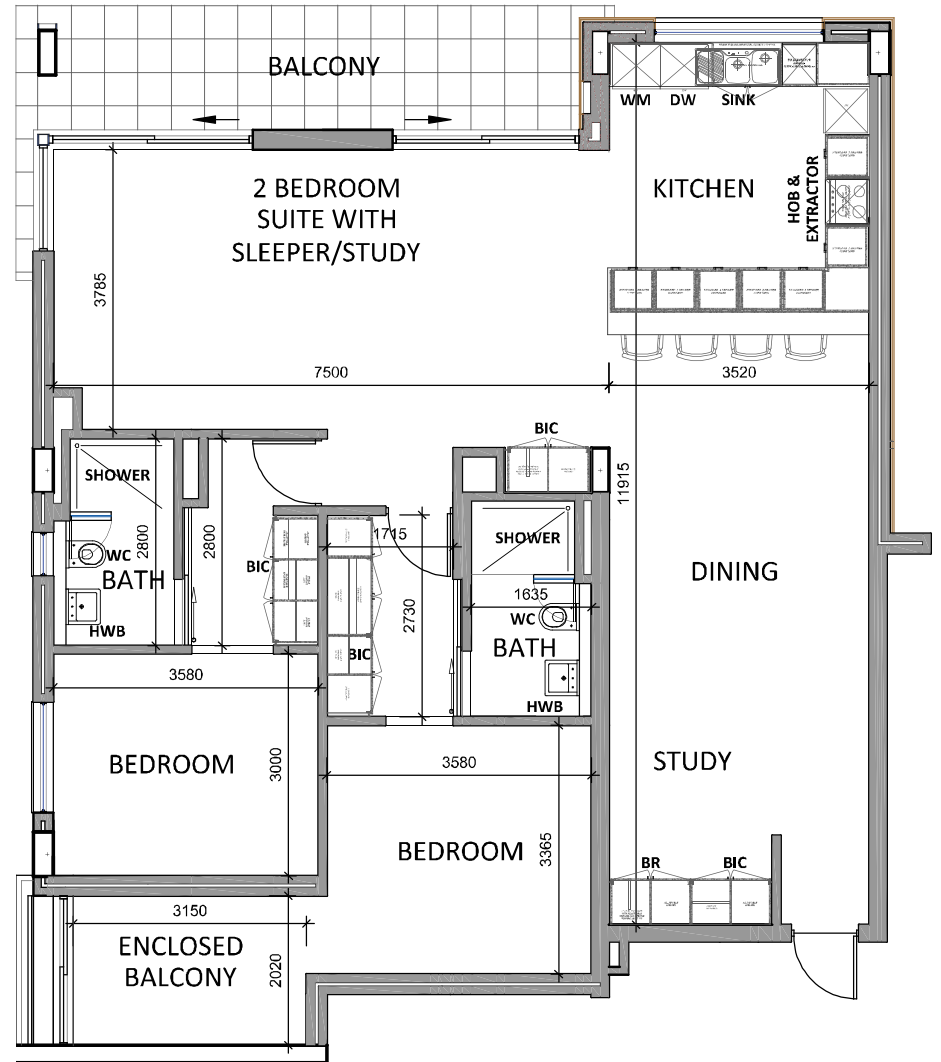 BALCONY
WM
DW
SINK
2 BEDROOM
SUITE WITH
SLEEPER/STUDY
KITCHEN
HOB &
EXTRACTOR
3785
7500
3520
BIC
11915
SHOWER
2800
2800
WC
BATH
HWB
BIC
1715
2730
BIC
SHOWER
1635
WC
BATH
HWB
DINING
3580
BEDROOM
3000
3580
BEDROOM
3365
STUDY
BR
BIC
3150
ENCLOSED
BALCONY
2020